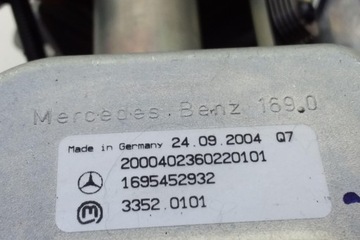 Mercedes. Benz 169.0
Made in Germany 24.09.2004 Q7
2000402360220101
1695452932
3352.0101